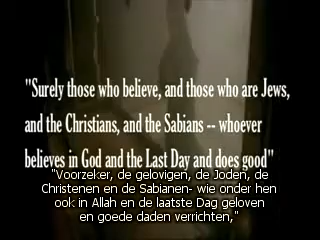 "Surely those who believe, and those who are Jews,
and the Christians, and the Sabians -- whoever
believes in God and the Last Day and does good"
"Voorzeker, de gelovigen, de Joden, de
Christenen en de Sabianen- wie onder hen
ook in Allah en de laatste Dag geloven
en goede daden verrichten,"